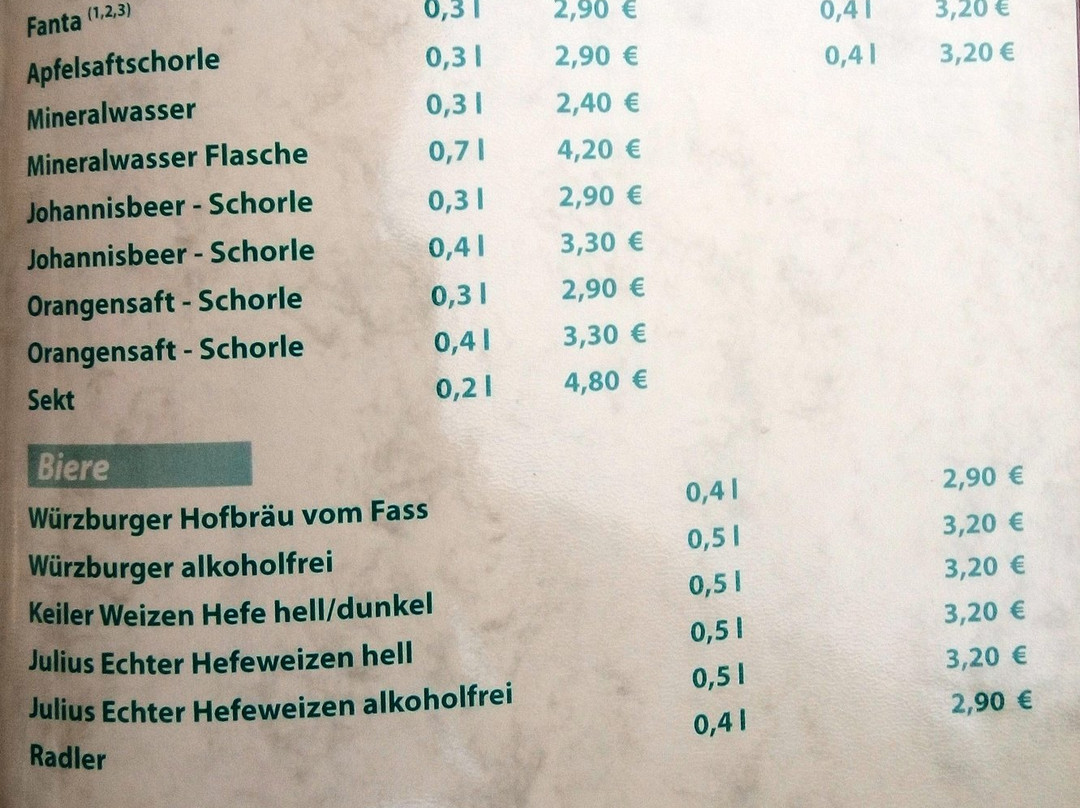 Fanta (1,2,3) 0,3 l 2,90 € 0,4 l 3,20 €
Apfelsaftschorle 0,3 l 2,90 € 0,4 l 3,20 €
Mineralwasser 0,3 l 2,40 €
Mineralwasser Flasche 0,7 l 4,20 €
Johannisbeer - Schorle 0,3 l 2,90 €
Johannisbeer - Schorle 0,4 l 3,30 €
Orangensaft - Schorle 0,3 l 2,90 €
Orangensaft - Schorle 0,4 l 3,30 €
Sekt 0,2 l 4,80 €
Biere
Würzburger Hofbräu vom Fass 0,4 l 2,90 €
Würzburger alkoholfrei 0,5 l 3,20 €
Keiler Weizen Hefe hell/dunkel 0,5 l 3,20 €
Julius Echter Hefeweizen hell 0,5 l 3,20 €
Julius Echter Hefeweizen alkoholfrei 0,5 l 3,20 €
Radler 0,4 l 2,90 €